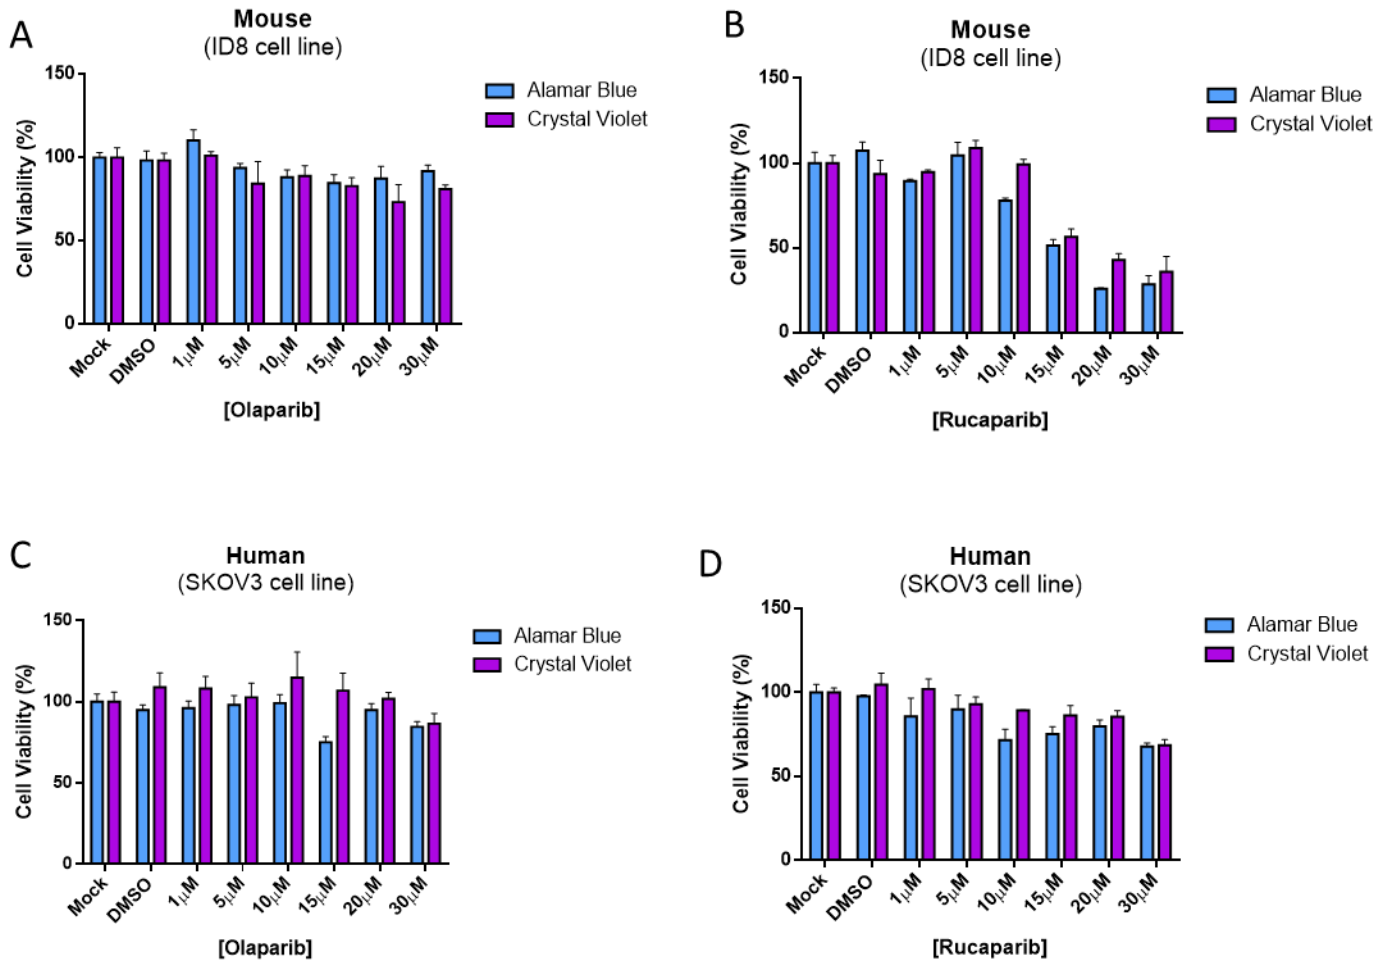 A
Mouse
(ID8 cell line)
Cell Viability (%)
150
100
50
0
Alamar Blue
Crystal Violet
Mock
DMSO
1μM
5μM
10μM
15μM
20μM
30μM
[Olaparib]
B
Mouse
(ID8 cell line)
Cell Viability (%)
150
100
50
0
Alamar Blue
Crystal Violet
Mock
DMSO
1μM
5μM
10μM
15μM
20μM
30μM
[Rucaparib]
C
Human
(SKOV3 cell line)
Cell Viability (%)
150
100
50
0
Alamar Blue
Crystal Violet
Mock
DMSO
1μM
5μM
10μM
15μM
20μM
30μM
[Olaparib]
D
Human
(SKOV3 cell line)
Cell Viability (%)
150
100
50
0
Alamar Blue
Crystal Violet
Mock
DMSO
1μM
5μM
10μM
15μM
20μM
30μM
[Rucaparib]